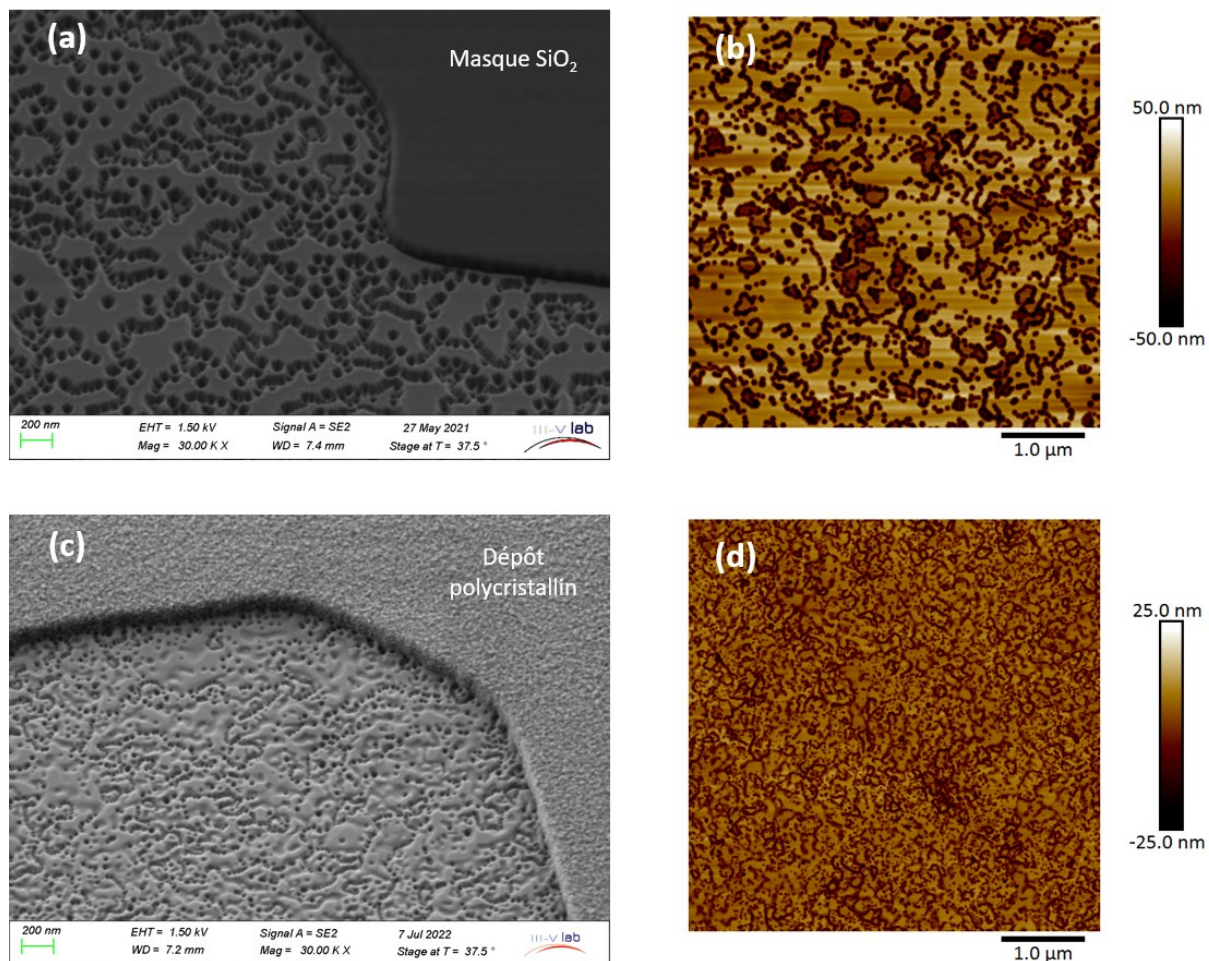 (a)
Masque SiO₂
200 nm
EHT = 1.50 kV
Signal A = SE2
27 May 2021
Mag = 30.00 K X
WD = 7.4 mm
Stage at T = 37.5 °
III-V lab
(b)
50.0 nm
-50.0 nm
1.0 µm
(c)
Dépôt
polycristallin
200 nm
EHT = 1.50 kV
Signal A = SE2
7 Jul 2022
WD = 7.2 mm
Mag = 30.00 K X
Stage at T = 37.5 °
III-V lab
(d)
25.0 nm
-25.0 nm
1.0 µm